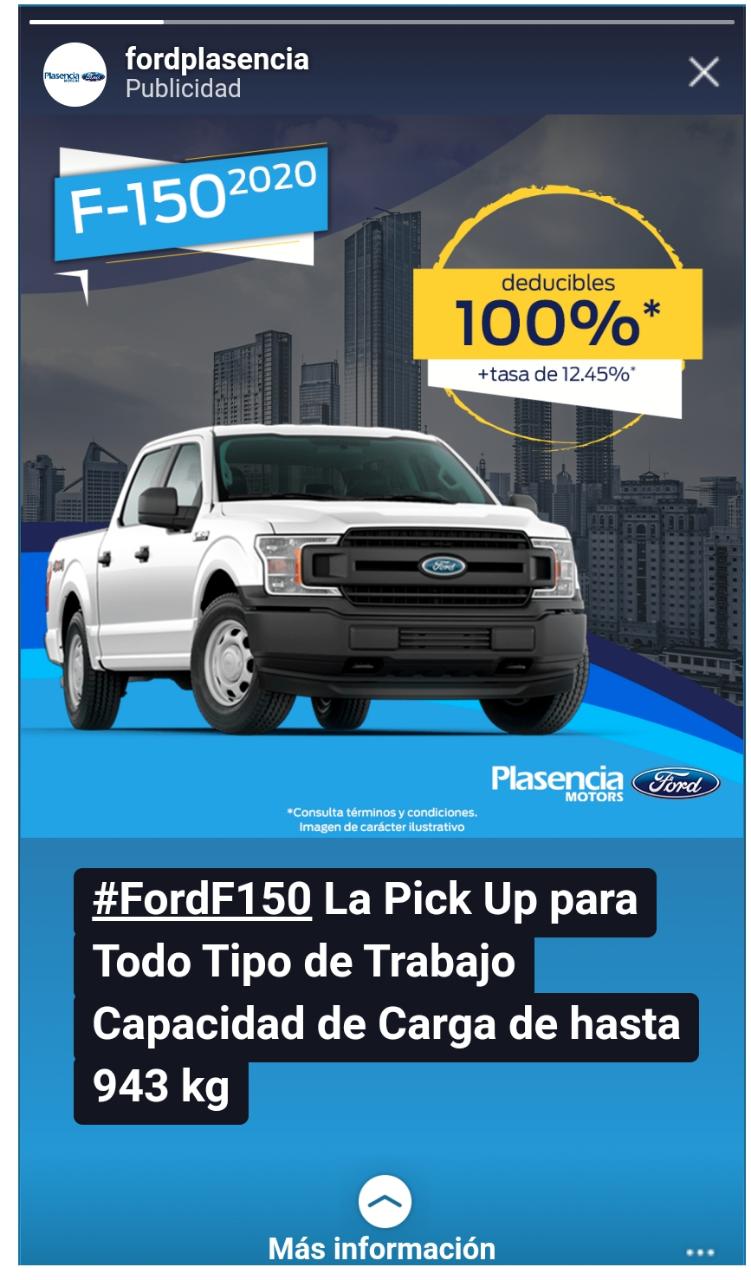 fordplasencia
Publicidad
F-150 2020
deducibles
100%*
+tasa de 12.45%*
Ford
4X4
Plasencia
MOTORS
Ford
*Consulta términos y condiciones.
Imagen de carácter ilustrativo
#FordF150 La Pick Up para
Todo Tipo de Trabajo
Capacidad de Carga de hasta
943 kg
Más información